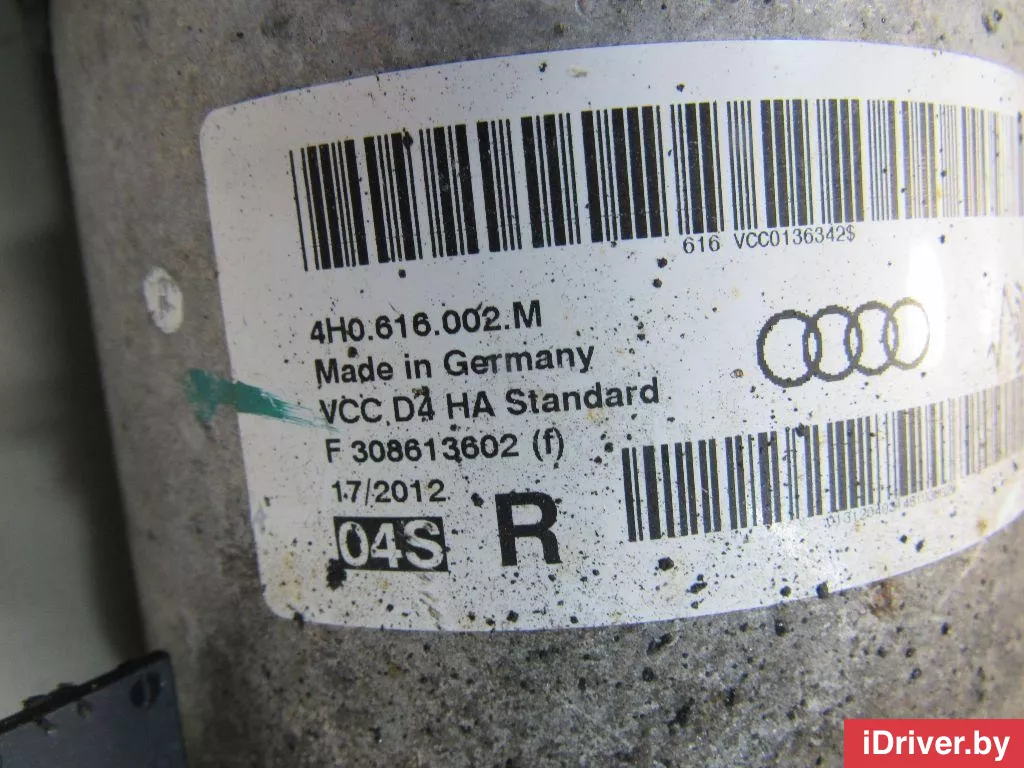 616 VCC0136342$
4H0.616.002.M
Made in Germany
VCC D4 HA Standard
F 308613602 (f)
17/2012
04S
R
iDriver.by